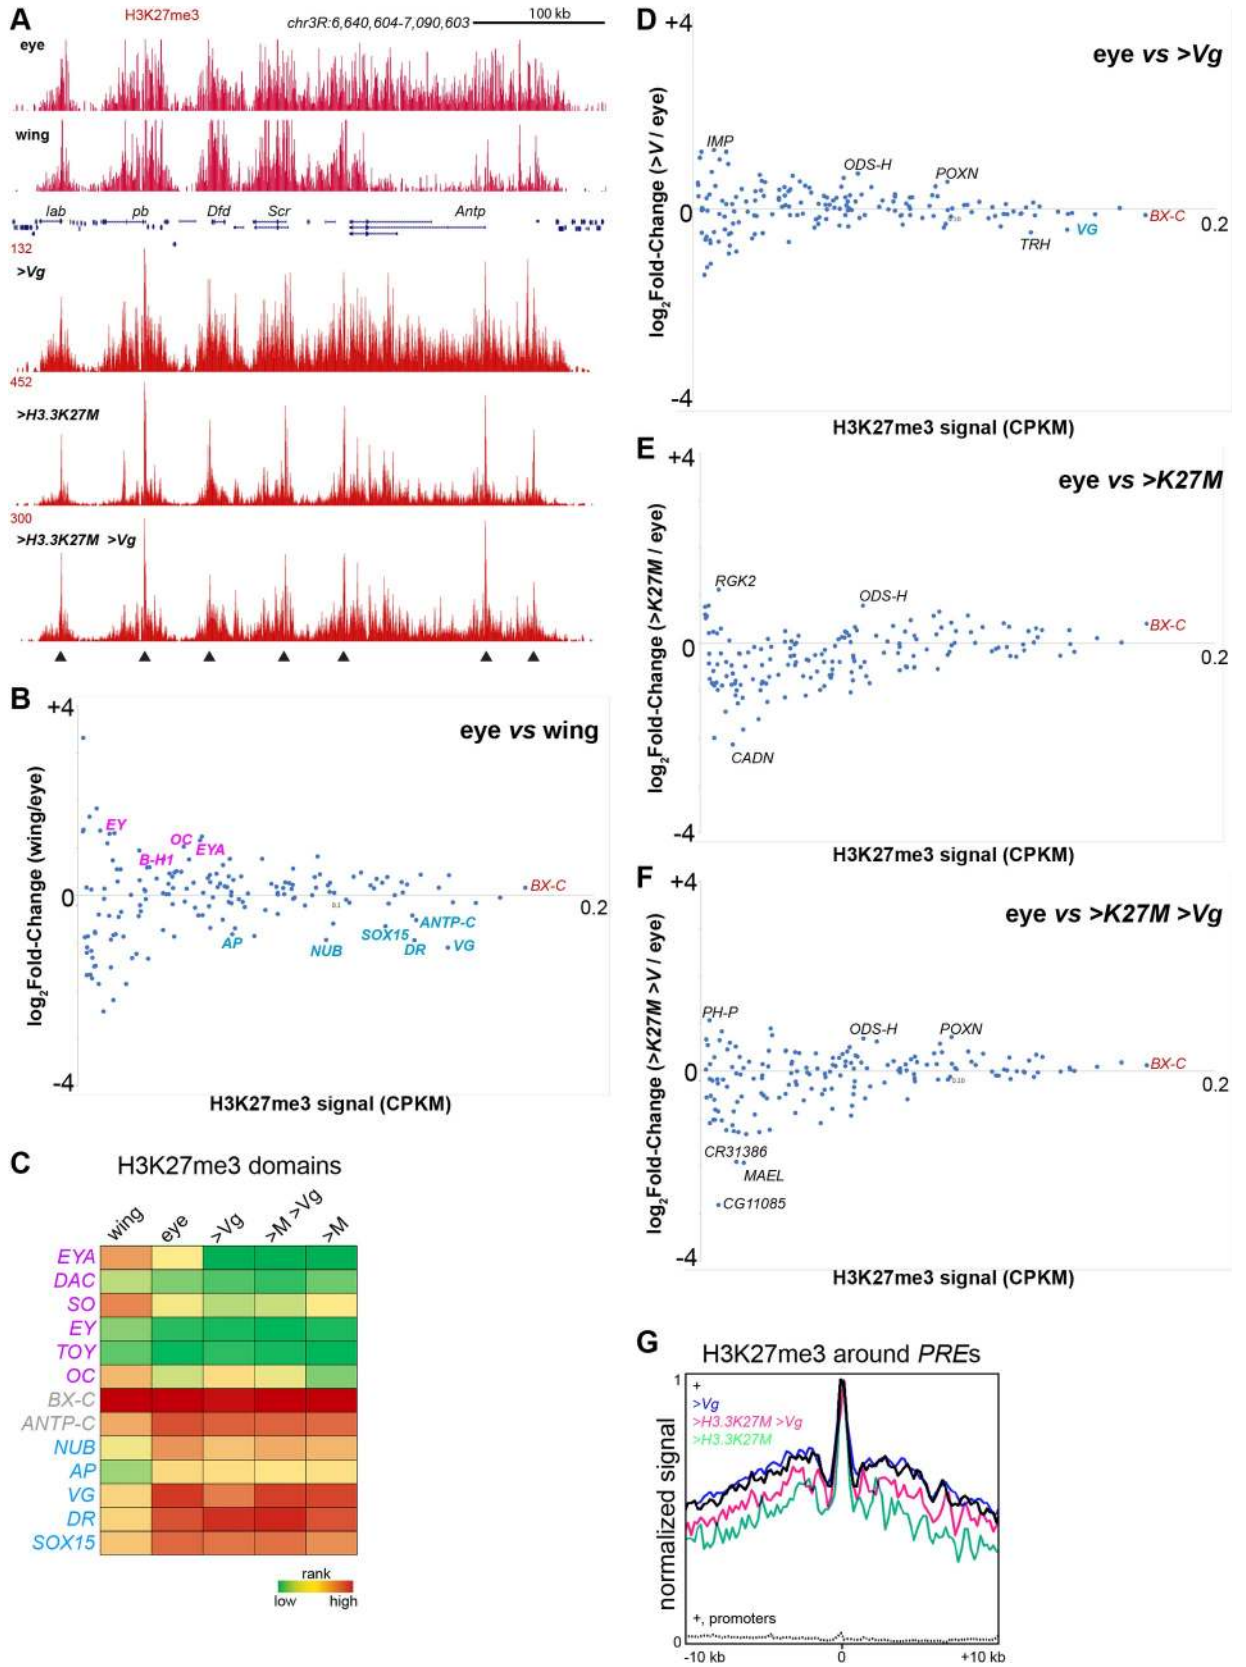 A
H3K27me3
chr3R:6,640,604-7,090,603
100 kb
eye
wing
lab
pb
Dfd
Scr
Antp
132
>Vg
452
>H3.3K27M
300
>H3.3K27M >Vg
B
+4
eye vs wing
log2Fold-Change (wing/eye)
EY
OC
EYA
B-H1
0
BX-C
0.1
0.2
ANTP-C
SOX15
AP
NUB
DR
VG
-4
H3K27me3 signal (CPKM)
C
H3K27me3 domains
wing
eye
>Vg
>M >Vg
>M
EYA
DAC
SO
EY
TOY
OC
BX-C
ANTP-C
NUB
AP
VG
DR
SOX15
rank
low
high
D
+4
eye vs >Vg
log2Fold-Change (>V / eye)
IMP
ODS-H
POXN
0
0.10
BX-C
0.2
VG
TRH
-4
H3K27me3 signal (CPKM)
E
+4
eye vs >K27M
log2Fold-Change (>K27M / eye)
RGK2
ODS-H
BX-C
0
0.2
CADN
-4
H3K27me3 signal (CPKM)
F
+4
eye vs >K27M >Vg
log2Fold-Change (>K27M >V / eye)
PH-P
ODS-H
POXN
0
0.10
BX-C
0.2
CR31386
MAEL
CG11085
-4
H3K27me3 signal (CPKM)
G
H3K27me3 around PREs
1
+
>Vg
>H3.3K27M >Vg
>H3.3K27M
normalized signal
+, promoters
0
-10 kb
0
+10 kb